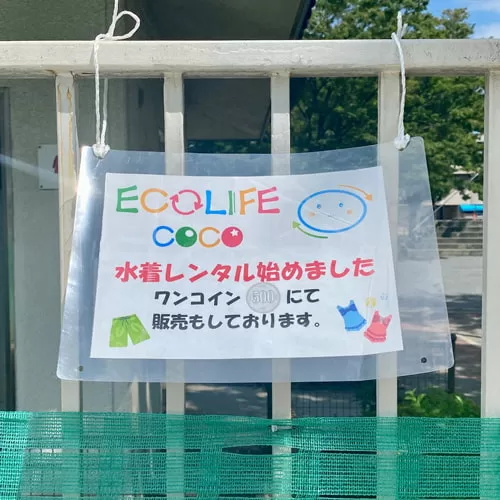 ECOLIFE
COCO
水着レンタル始めました
ワンコイン 500 にて
販売もしております。